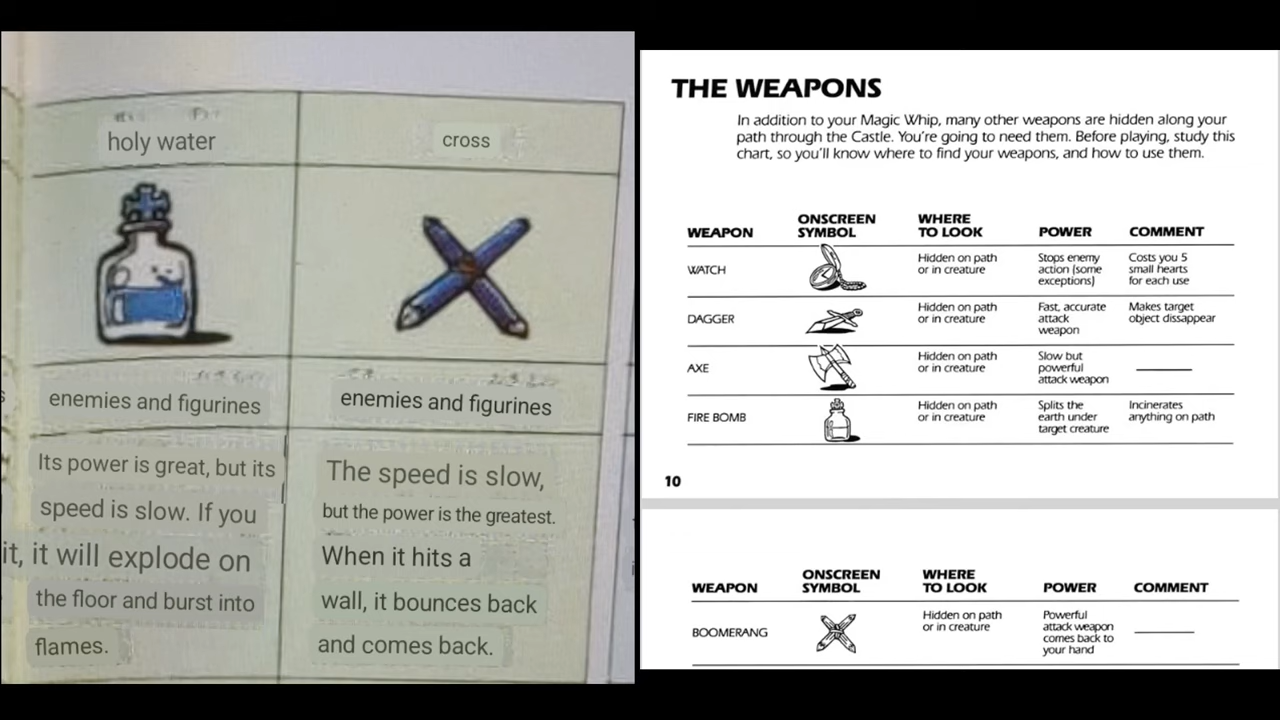 holy water
cross
enemies and figurines
enemies and figurines
Its power is great, but its
speed is slow. If you
it, it will explode on
the floor and burst into
flames.
The speed is slow,
but the power is the greatest.
When it hits a
wall, it bounces back
and comes back.
THE WEAPONS
In addition to your Magic Whip, many other weapons are hidden along your
path through the Castle. You're going to need them. Before playing, study this
chart, so you'll know where to find your weapons, and how to use them.
WEAPON ONSCREEN SYMBOL WHERE TO LOOK POWER COMMENT
WATCH Hidden on path or in creature Stops enemy action (some exceptions) Costs you 5 small hearts for each use
DAGGER Hidden on path or in creature Fast, accurate attack weapon Makes target object dissappear
AXE Hidden on path or in creature Slow but powerful attack weapon
FIRE BOMB Hidden on path or in creature Splits the earth under target creature Incinerates anything on path
10
WEAPON ONSCREEN SYMBOL WHERE TO LOOK POWER COMMENT
BOOMERANG Hidden on path or in creature Powerful attack weapon comes back to your hand